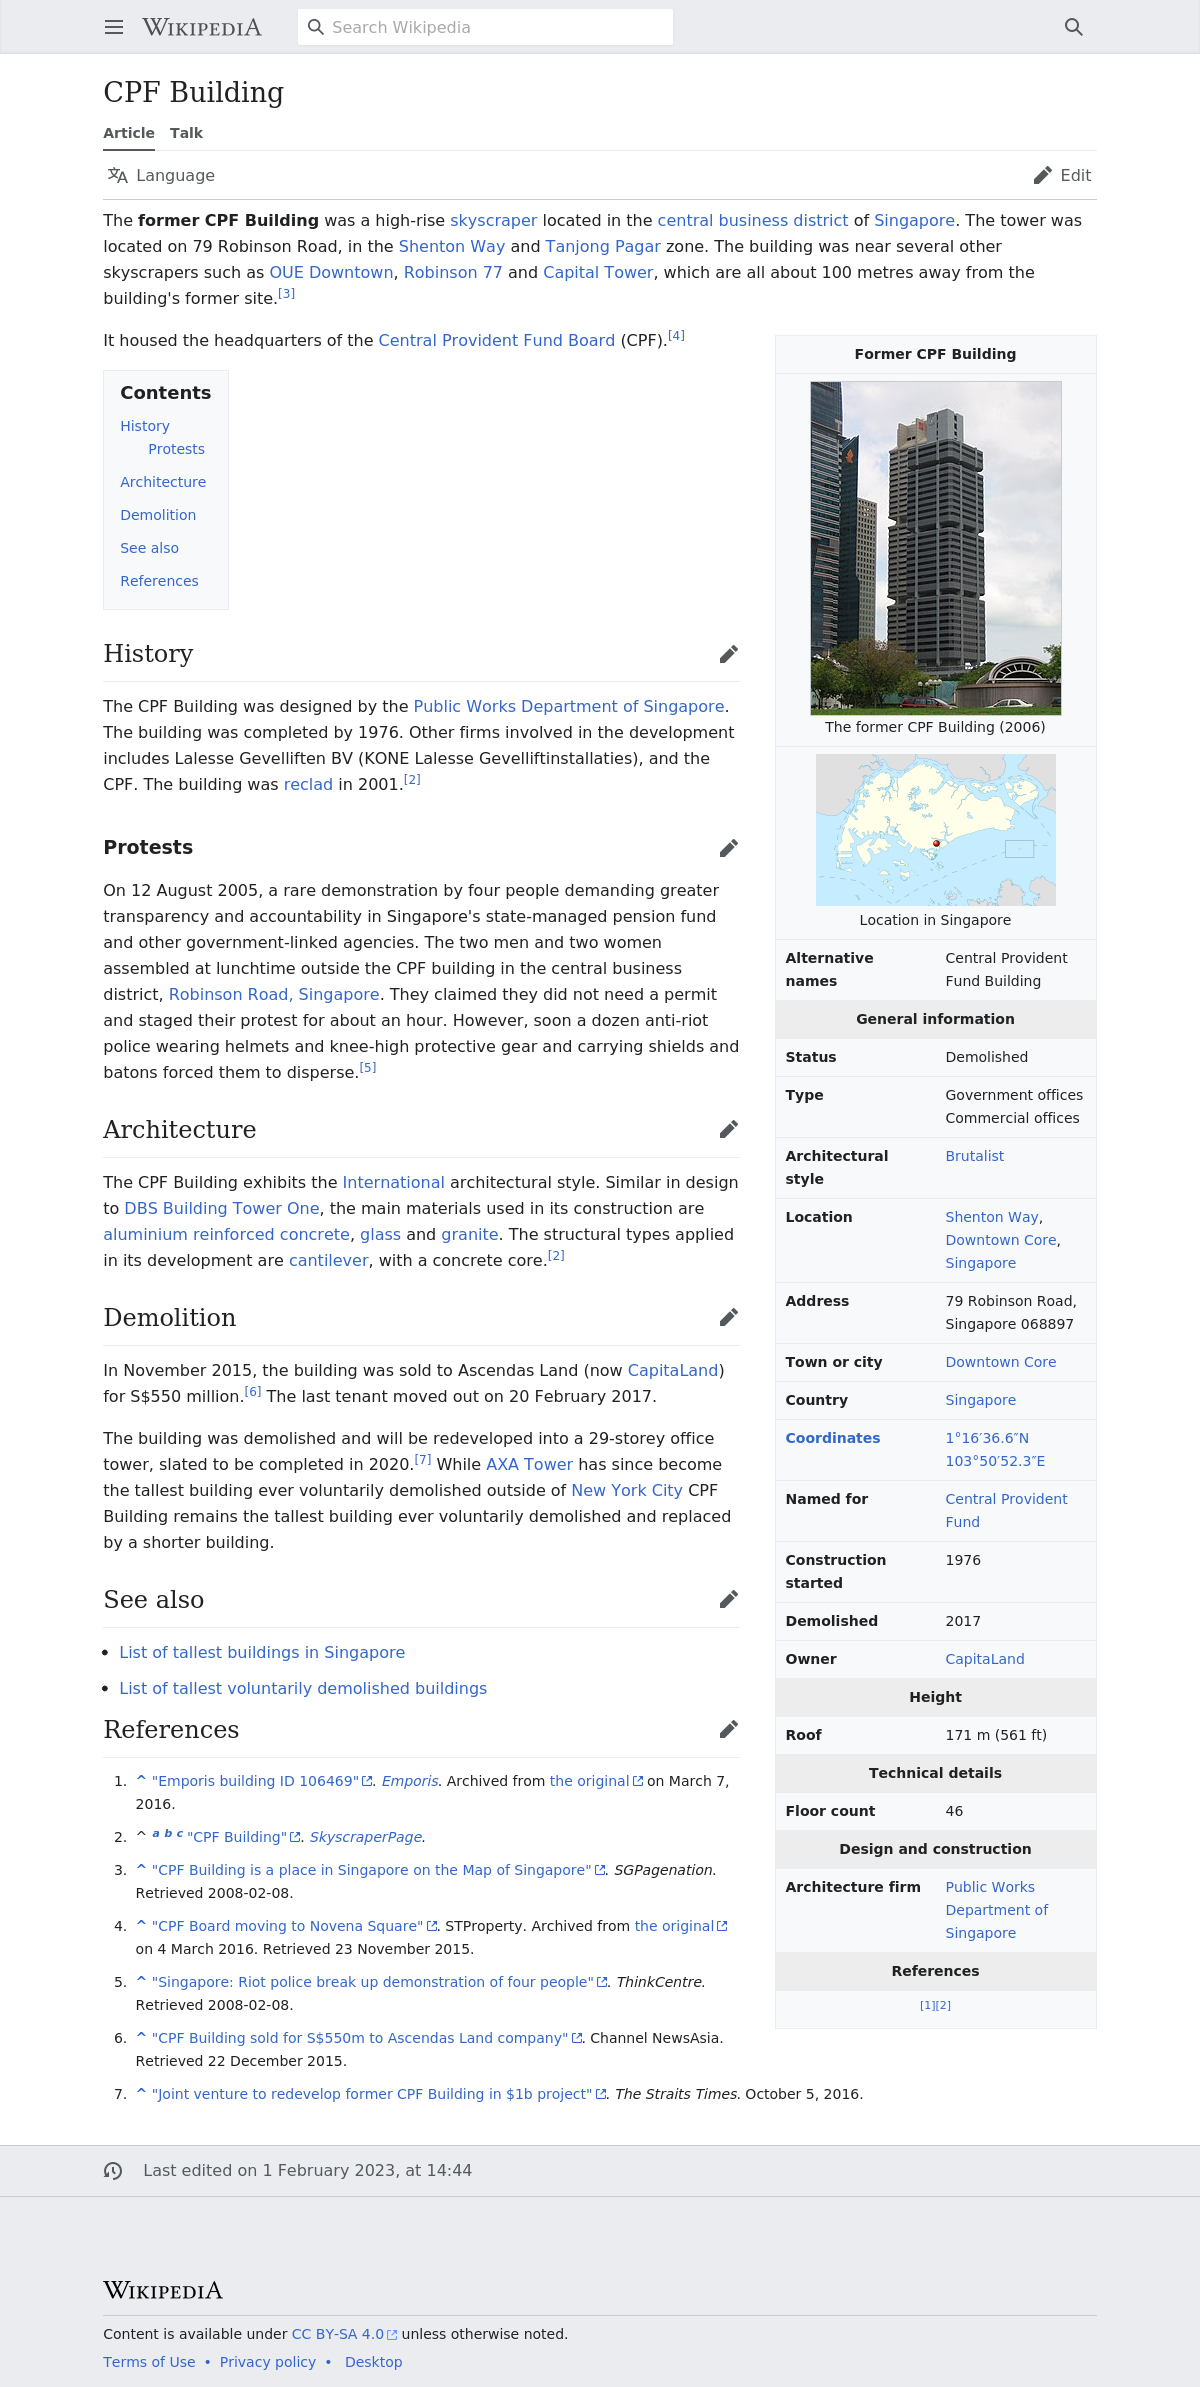 WIKIPEDIA
Search Wikipedia
CPF Building
Article Talk
Language
Edit
The former CPF Building was a high-rise skyscraper located in the central business district of Singapore. The tower was
located on 79 Robinson Road, in the Shenton Way and Tanjong Pagar zone. The building was near several other
skyscrapers such as OUE Downtown, Robinson 77 and Capital Tower, which are all about 100 metres away from the
building's former site.[3]
It housed the headquarters of the Central Provident Fund Board (CPF).[4]
Contents
History
Protests
Architecture
Demolition
See also
References
History
The CPF Building was designed by the Public Works Department of Singapore.
The building was completed by 1976. Other firms involved in the development
includes Lalesse Gevelliften BV (KONE Lalesse Gevelliftinstallaties), and the
CPF. The building was reclad in 2001.[2]
Protests
On 12 August 2005, a rare demonstration by four people demanding greater
transparency and accountability in Singapore's state-managed pension fund
and other government-linked agencies. The two men and two women
assembled at lunchtime outside the CPF building in the central business
district, Robinson Road, Singapore. They claimed they did not need a permit
and staged their protest for about an hour. However, soon a dozen anti-riot
police wearing helmets and knee-high protective gear and carrying shields and
batons forced them to disperse.[5]
Architecture
The CPF Building exhibits the International architectural style. Similar in design
to DBS Building Tower One, the main materials used in its construction are
aluminium reinforced concrete, glass and granite. The structural types applied
in its development are cantilever, with a concrete core.[2]
Demolition
In November 2015, the building was sold to Ascendas Land (now CapitaLand)
for S$550 million.[6] The last tenant moved out on 20 February 2017.
The building was demolished and will be redeveloped into a 29-storey office
tower, slated to be completed in 2020.[7] While AXA Tower has since become
the tallest building ever voluntarily demolished outside of New York City CPF
Building remains the tallest building ever voluntarily demolished and replaced
by a shorter building.
See also
• List of tallest buildings in Singapore
• List of tallest voluntarily demolished buildings
References
1. ^ "Emporis building ID 106469". Emporis. Archived from the original on March 7,
2016.
2. ^ a b c "CPF Building". SkyscraperPage.
3. ^ "CPF Building is a place in Singapore on the Map of Singapore". SGPagenation.
Retrieved 2008-02-08.
4. ^ "CPF Board moving to Novena Square". STProperty. Archived from the original
on 4 March 2016. Retrieved 23 November 2015.
5. ^ "Singapore: Riot police break up demonstration of four people". ThinkCentre.
Retrieved 2008-02-08.
6. ^ "CPF Building sold for S$550m to Ascendas Land company". Channel NewsAsia.
Retrieved 22 December 2015.
7. ^ "Joint venture to redevelop former CPF Building in $1b project". The Straits Times. October 5, 2016.
Former CPF Building
The former CPF Building (2006)
Location in Singapore
Alternative Central Provident
names Fund Building
General information
Status Demolished
Type Government offices
Commercial offices
Architectural Brutalist
style
Location Shenton Way,
Downtown Core,
Singapore
Address 79 Robinson Road,
Singapore 068897
Town or city Downtown Core
Country Singapore
Coordinates 1°16′36.6″N
103°50′52.3″E
Named for Central Provident
Fund
Construction 1976
started
Demolished 2017
Owner CapitaLand
Height
Roof 171 m (561 ft)
Technical details
Floor count 46
Design and construction
Architecture firm Public Works
Department of
Singapore
References
[1][2]
Last edited on 1 February 2023, at 14:44
WIKIPEDIA
Content is available under CC BY-SA 4.0 unless otherwise noted.
Terms of Use • Privacy policy • Desktop